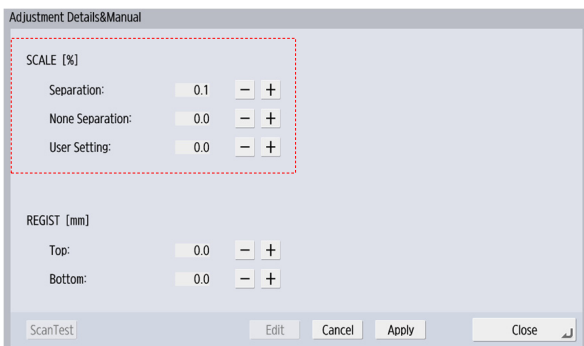 Adjustment Details&Manual
SCALE [%]
Separation: 0.1 − +
None Separation: 0.0 − +
User Setting: 0.0 − +
REGIST [mm]
Top: 0.0 − +
Bottom: 0.0 − +
ScanTest Edit Cancel Apply Close